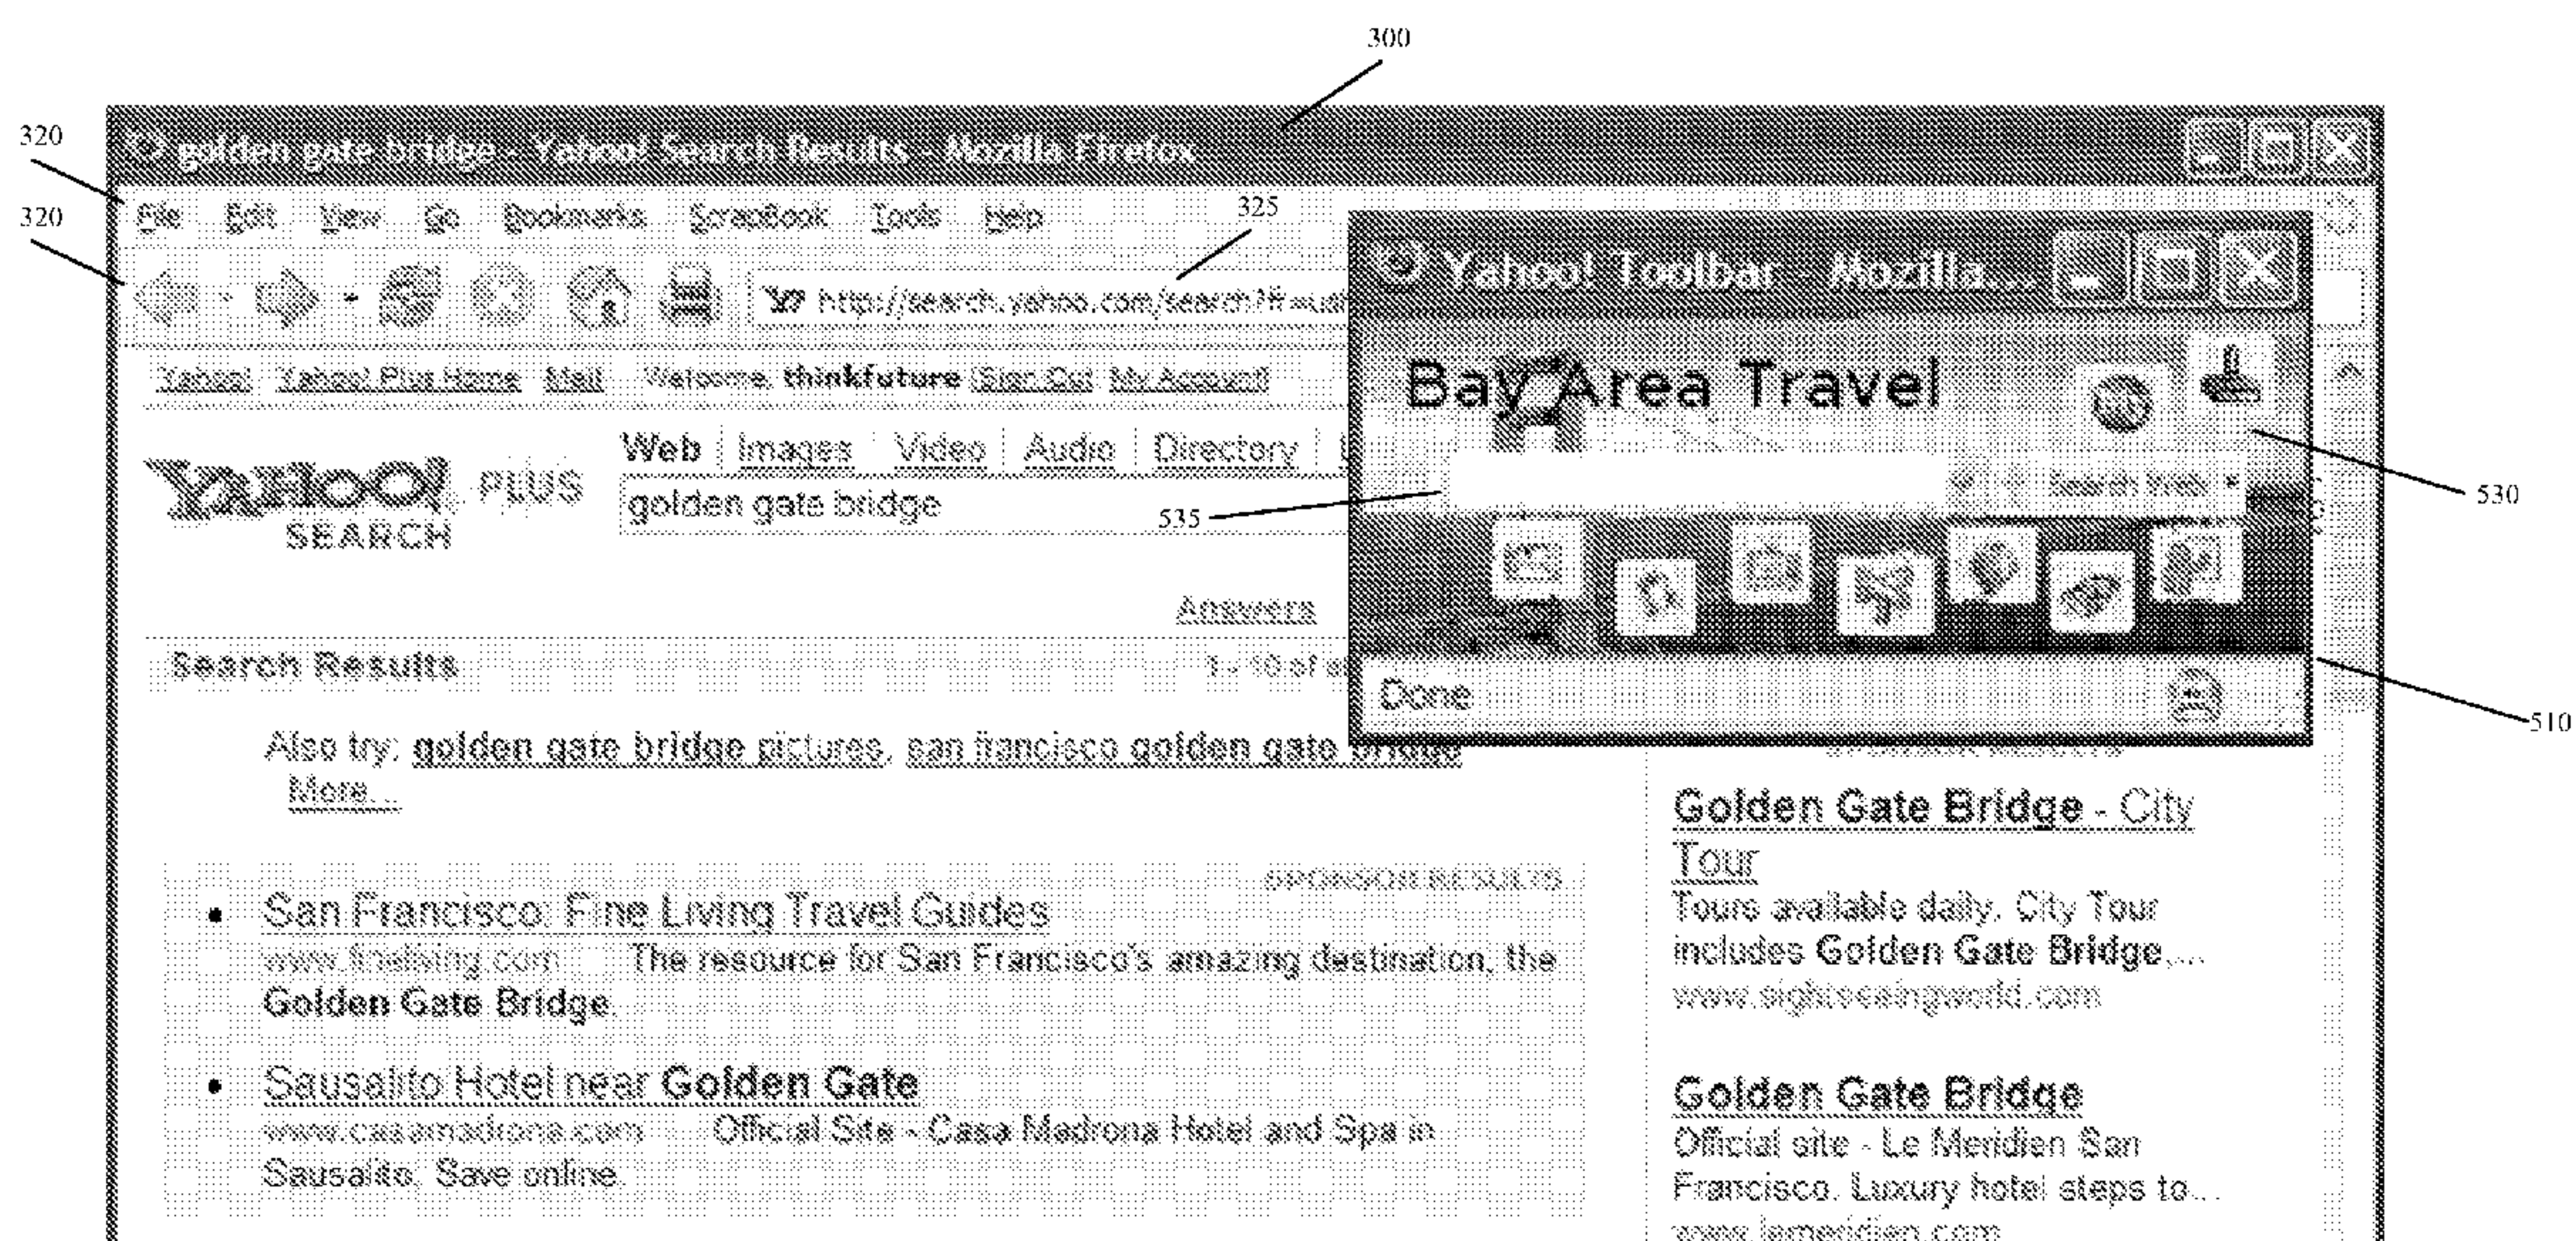 300
320
golden gate bridge - Yahoo! Search Results - Mozilla Firefox
320
File Edit View Go Bookmarks ScrapBook Tools Help
325
http://search.yahoo.com/search?fr=
Yahoo! Yahoo! Plus Home Mail Welcome, thinkfuture [Sign Out, My Account]
YAHOO! PLUS
SEARCH
Web Images Video Audio Directory
golden gate bridge
Answers
Search Results
1 - 10 of
Yahoo! Toolbar - Mozilla...
Bay Area Travel
530
535
Search Web
Done
510
Also try: golden gate bridge pictures, san francisco golden gate bridge
More...
SPONSOR RESULTS
San Francisco: Fine Living Travel Guides
www.fineliving.com The resource for San Francisco's amazing destination, the
Golden Gate Bridge.
Sausalito Hotel near Golden Gate
www.casamadrona.com Official Site - Casa Madrona Hotel and Spa in
Sausalito. Save online.
Golden Gate Bridge - City
Tour
Tours available daily. City Tour
includes Golden Gate Bridge,...
www.sightseeingworld.com
Golden Gate Bridge
Official site - Le Meridien San
Francisco. Luxury hotel steps to...
www.lemeridien.com